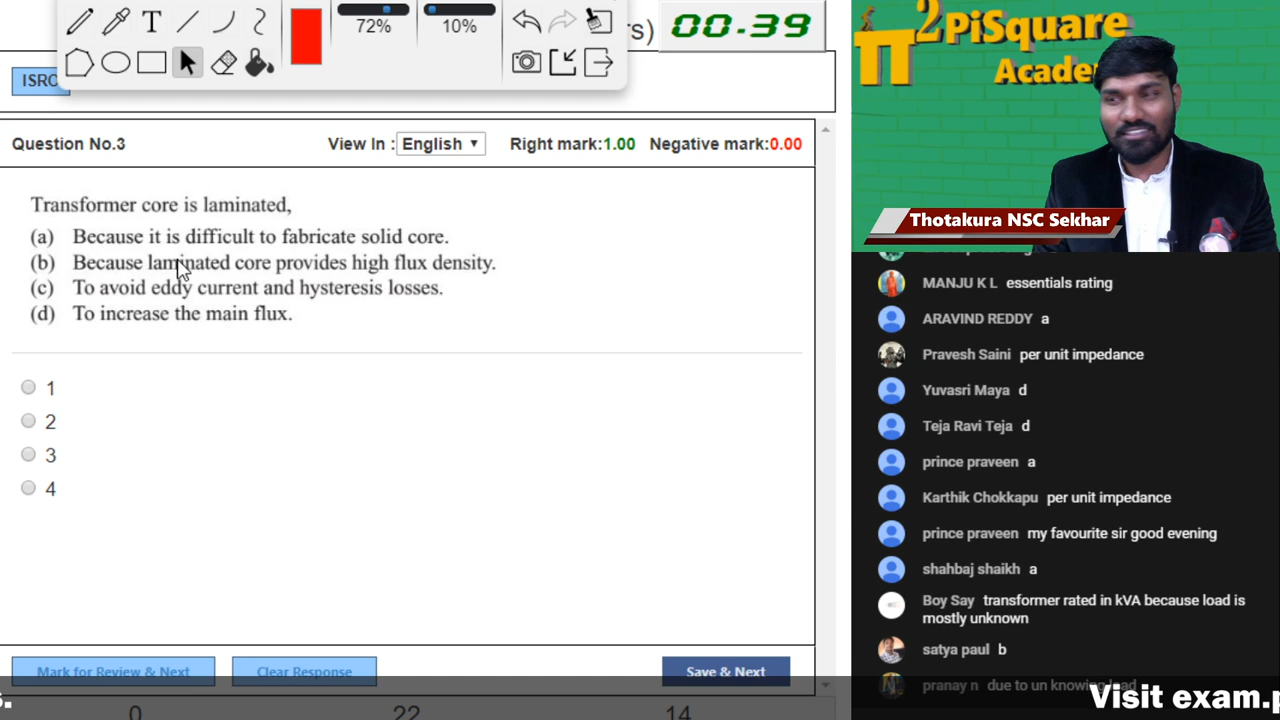 T
72%
10%
rs)
00-39
ISRO
Question No.3
View In :
English
Right mark:1.00
Negative mark:0.00
Transformer core is laminated,
(a) Because it is difficult to fabricate solid core.
(b) Because laminated core provides high flux density.
(c) To avoid eddy current and hysteresis losses.
(d) To increase the main flux.
1
2
3
4
Mark for Review & Next
Clear Response
Save & Next
s.
0
22
14
π2 PiSquare
Acade
Thotakura NSC Sekhar
MANJU K L essentials rating
ARAVIND REDDY a
Pravesh Saini per unit impedance
Yuvasri Maya d
Teja Ravi Teja d
prince praveen a
Karthik Chokkapu per unit impedance
prince praveen my favourite sir good evening
shahbaj shaikh a
Boy Say transformer rated in kVA because load is
mostly unknown
satya paul b
pranay n due to un knowing load
Visit exam.p